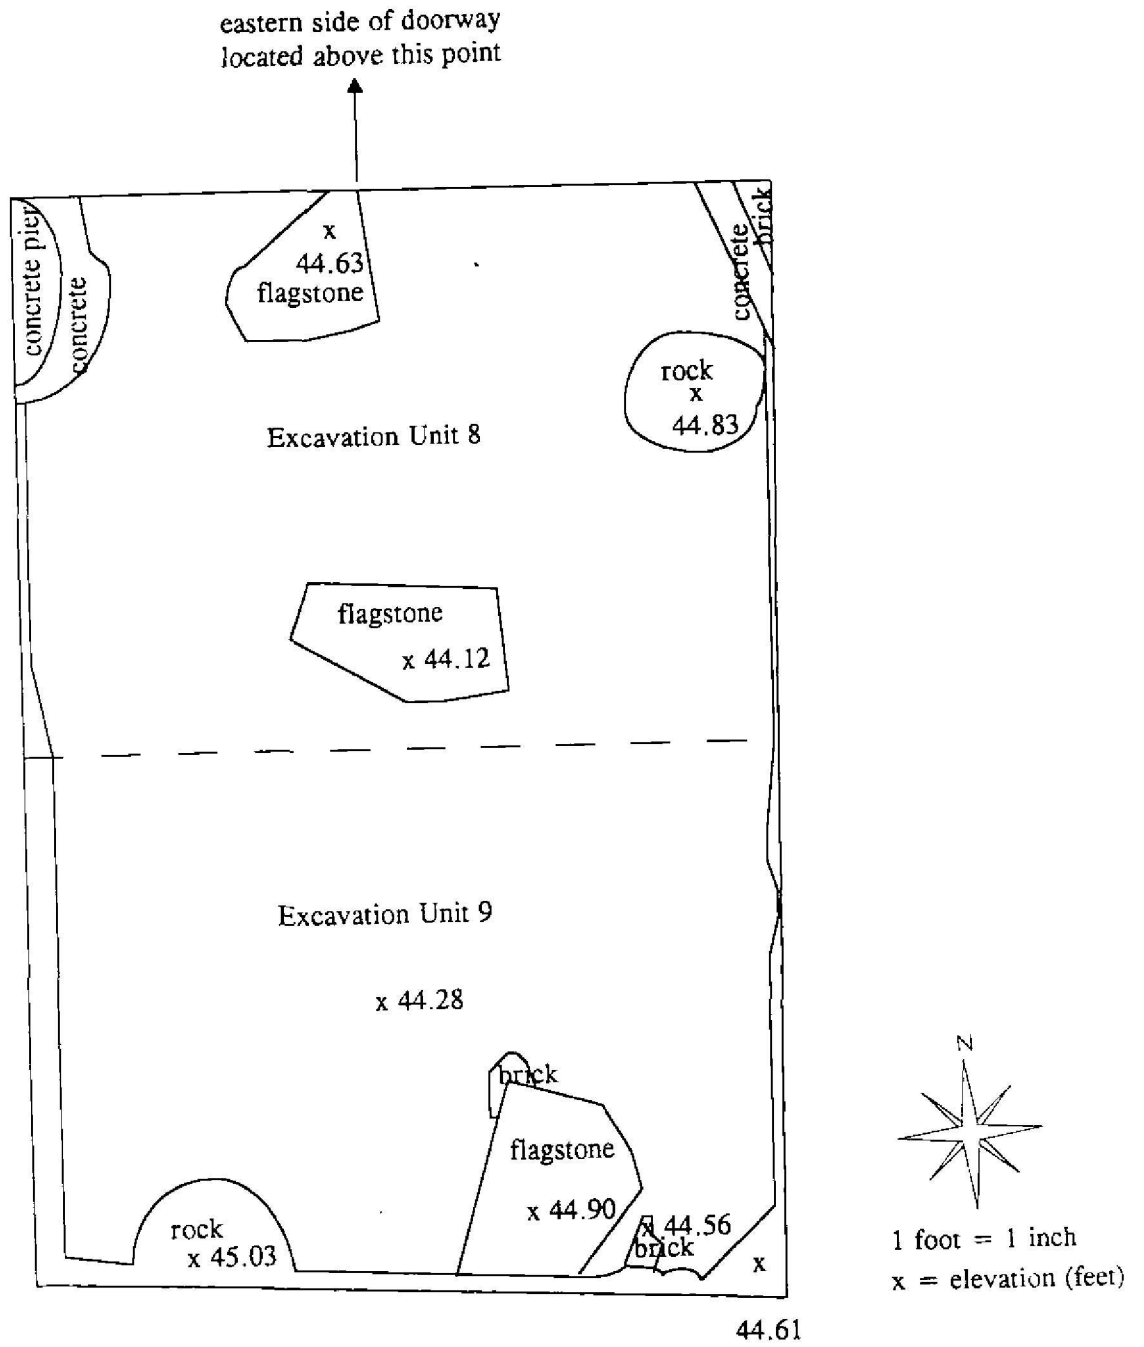 eastern side of doorway
located above this point
concrete pier
concrete
x
44.63
flagstone
concrete
brick
rock
x
44.83
Excavation Unit 8
flagstone
x 44.12
Excavation Unit 9
x 44.28
brick
flagstone
x 44.90
x 44.56
brick
rock
x 45.03
x
44.61
N
1 foot = 1 inch
x = elevation (feet)